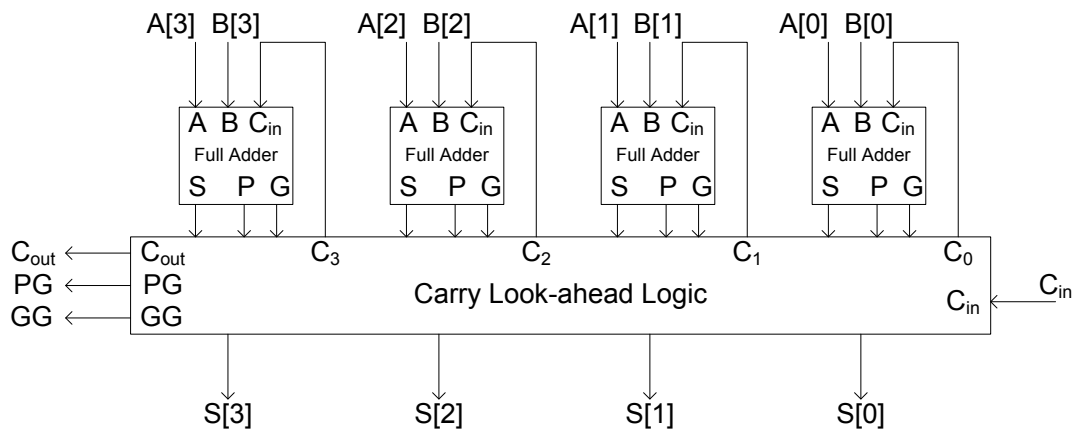 A[3] B[3] A[2] B[2] A[1] B[1] A[0] B[0]
A B Cin A B Cin A B Cin A B Cin
Full Adder Full Adder Full Adder Full Adder
S P G S P G S P G S P G
Cout Cout C3 C2 C1 C0
PG PG Carry Look-ahead Logic Cin Cin
GG GG
S[3] S[2] S[1] S[0]